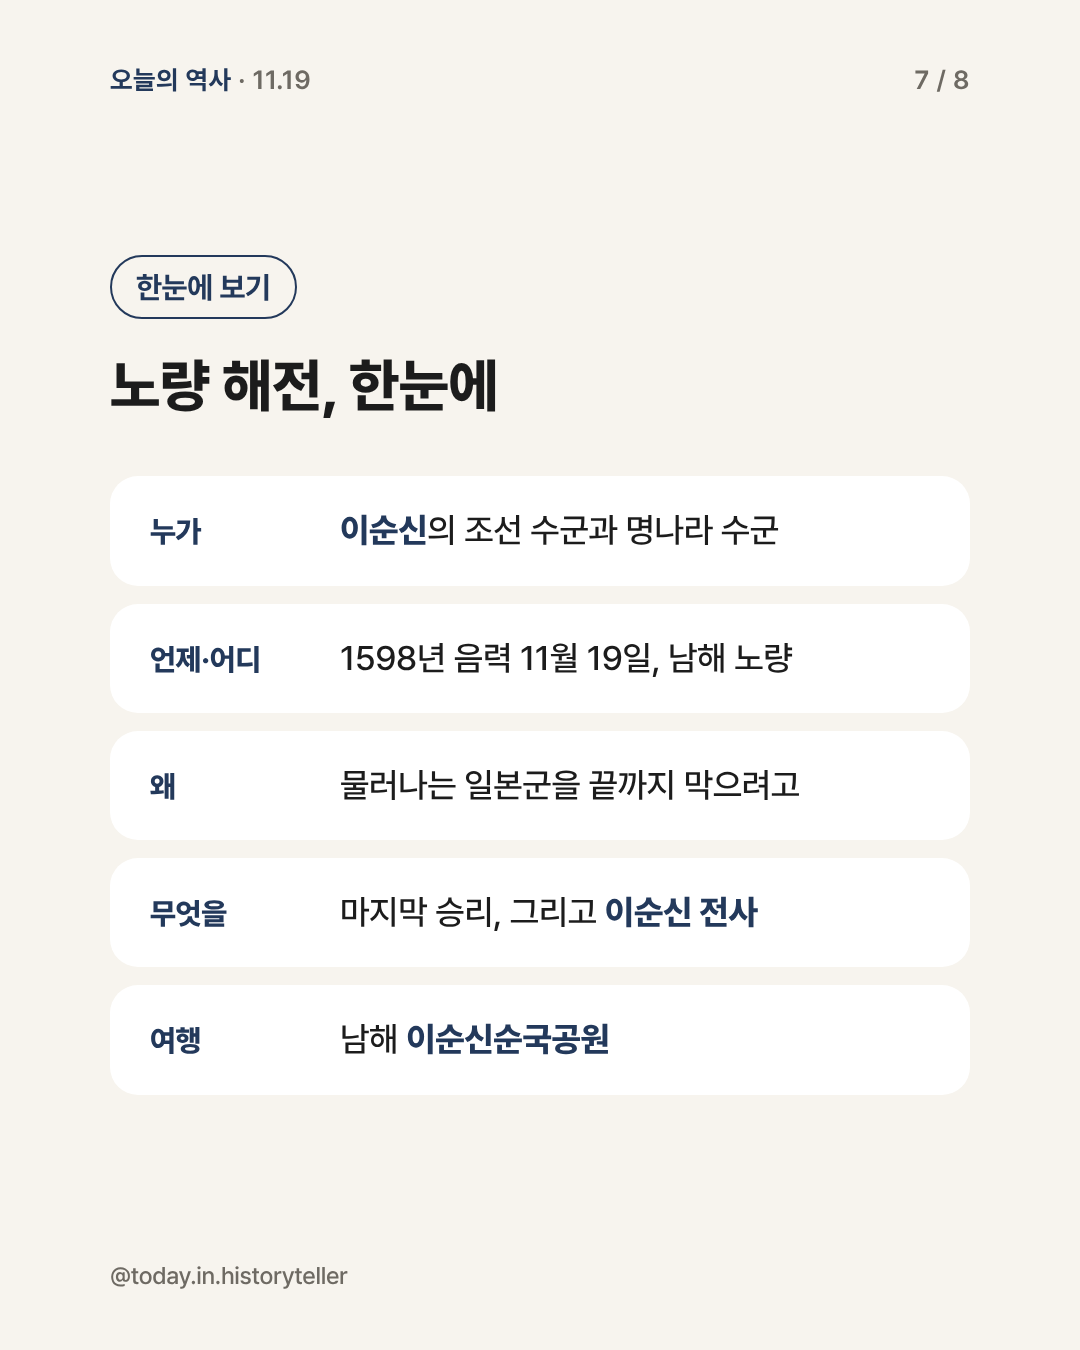 오늘의 역사 · 11.19
7 / 8
한눈에 보기
노량 해전, 한눈에
누가 이순신의 조선 수군과 명나라 수군
언제·어디 1598년 음력 11월 19일, 남해 노량
왜 물러나는 일본군을 끝까지 막으려고
무엇을 마지막 승리, 그리고 이순신 전사
여행 남해 이순신순국공원
@today.in.historyteller